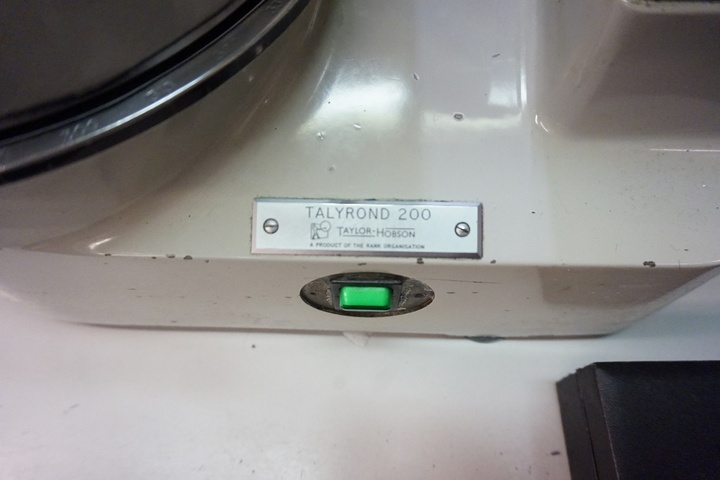 TALYROND 200
TAYLOR-HOBSON
A PRODUCT OF THE RANK ORGANISATION